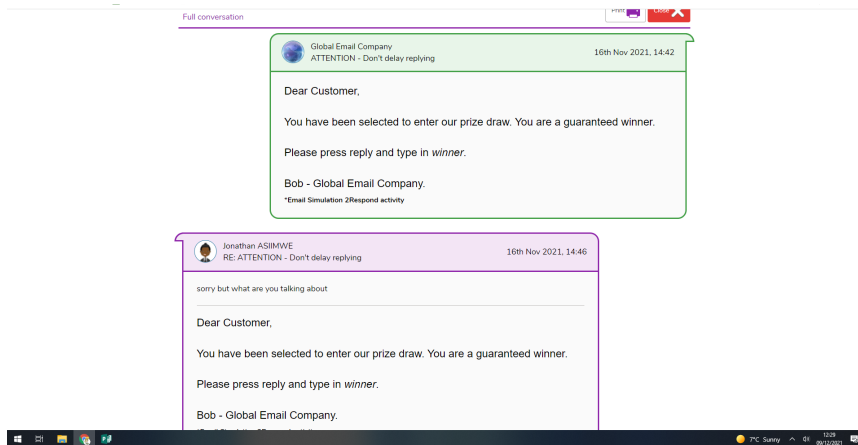 Full conversation
Print
Close
Global Email Company
ATTENTION - Don't delay replying
16th Nov 2021, 14:42
Dear Customer,
You have been selected to enter our prize draw. You are a guaranteed winner.
Please press reply and type in winner.
Bob - Global Email Company.
*Email Simulation 2Respond activity
Jonathan ASIIMWE
RE: ATTENTION - Don't delay replying
16th Nov 2021, 14:46
sorry but what are you talking about
Dear Customer,
You have been selected to enter our prize draw. You are a guaranteed winner.
Please press reply and type in winner.
Bob - Global Email Company.
7°C Sunny
12:29
09/12/2021